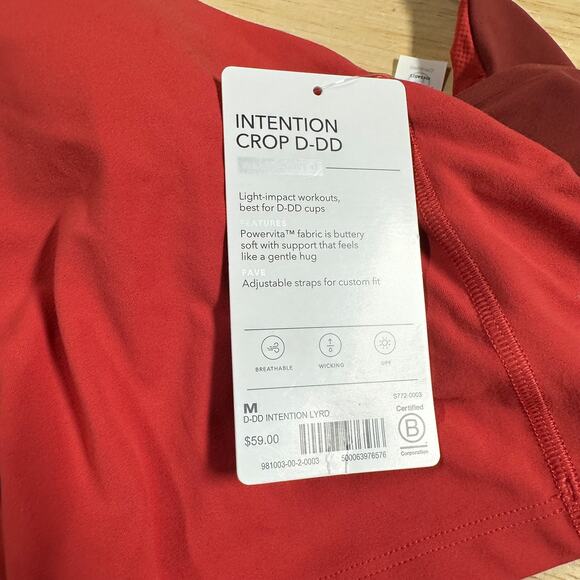 INTENTION
CROP D-DD
Light-impact workouts,
best for D-DD cups
FEATURES
Powervita™ fabric is buttery
soft with support that feels
like a gentle hug
FAVE
Adjustable straps for custom fit
BREATHABLE
WICKING
UPF
S772-0003
M
D-DD INTENTION LYRD
$59.00
981003-00-2-0003
500063976576
Certified
B
Corporation